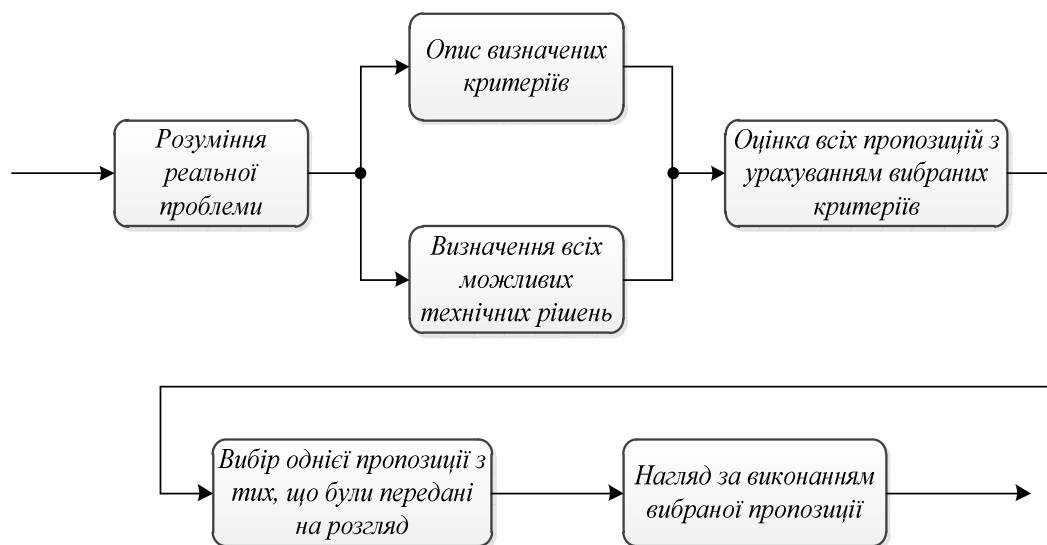 Розуміння
реальної
проблеми
Опис визначених
критеріїв
Визначення всіх
можливих
технічних рішень
Оцінка всіх пропозицій з
урахуванням вибраних
критеріїв
Вибір однієї пропозиції з
тих, що були передані
на розгляд
Нагляд за виконанням
вибраної пропозиції